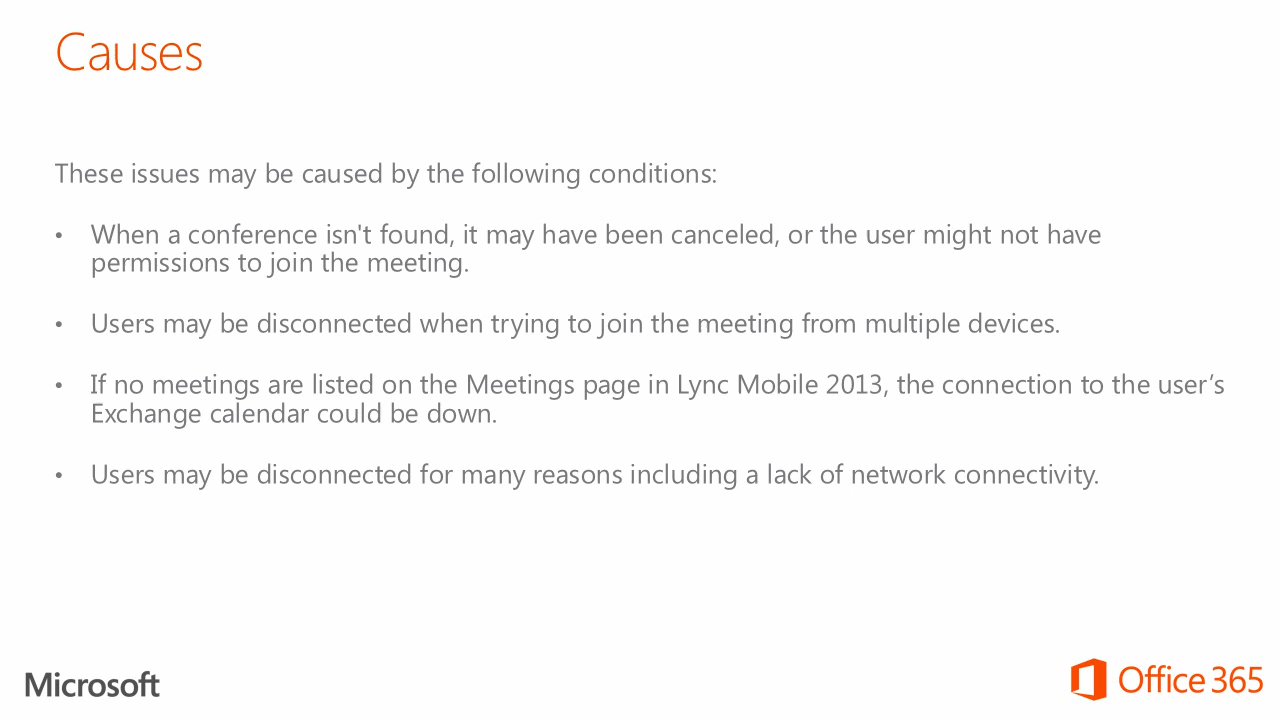 Causes
These issues may be caused by the following conditions:
• When a conference isn't found, it may have been canceled, or the user might not have
permissions to join the meeting.
• Users may be disconnected when trying to join the meeting from multiple devices.
• If no meetings are listed on the Meetings page in Lync Mobile 2013, the connection to the user’s
Exchange calendar could be down.
• Users may be disconnected for many reasons including a lack of network connectivity.
Microsoft
Office 365